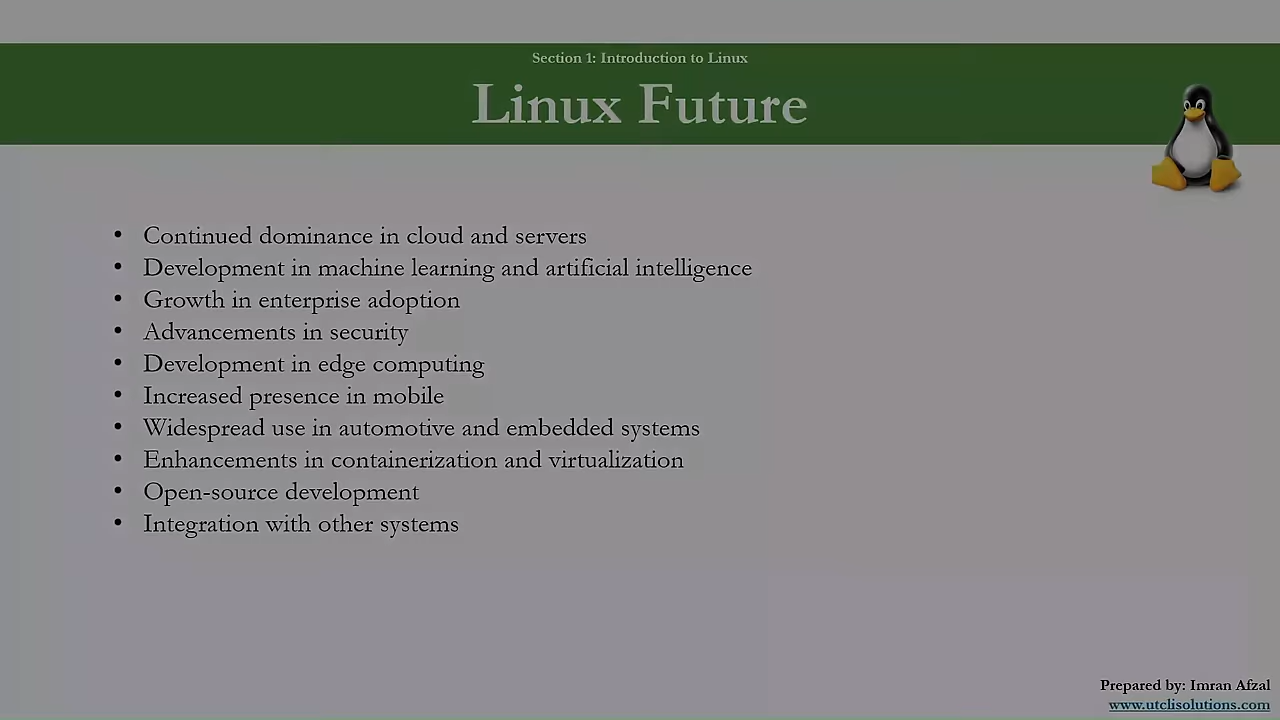 Section 1: Introduction to Linux
Linux Future
• Continued dominance in cloud and servers
• Development in machine learning and artificial intelligence
• Growth in enterprise adoption
• Advancements in security
• Development in edge computing
• Increased presence in mobile
• Widespread use in automotive and embedded systems
• Enhancements in containerization and virtualization
• Open-source development
• Integration with other systems
Prepared by: Imran Afzal
www.utclisolutions.com